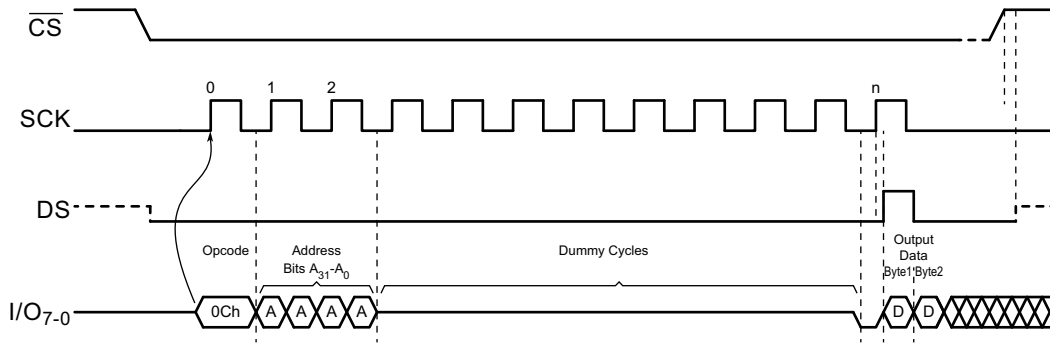 CS
0 1 2 n
SCK
DS
Opcode
Address
Bits A31-A0
Dummy Cycles
Output
Data
Byte1 Byte2
I/O7-0
0Ch A A A A D D